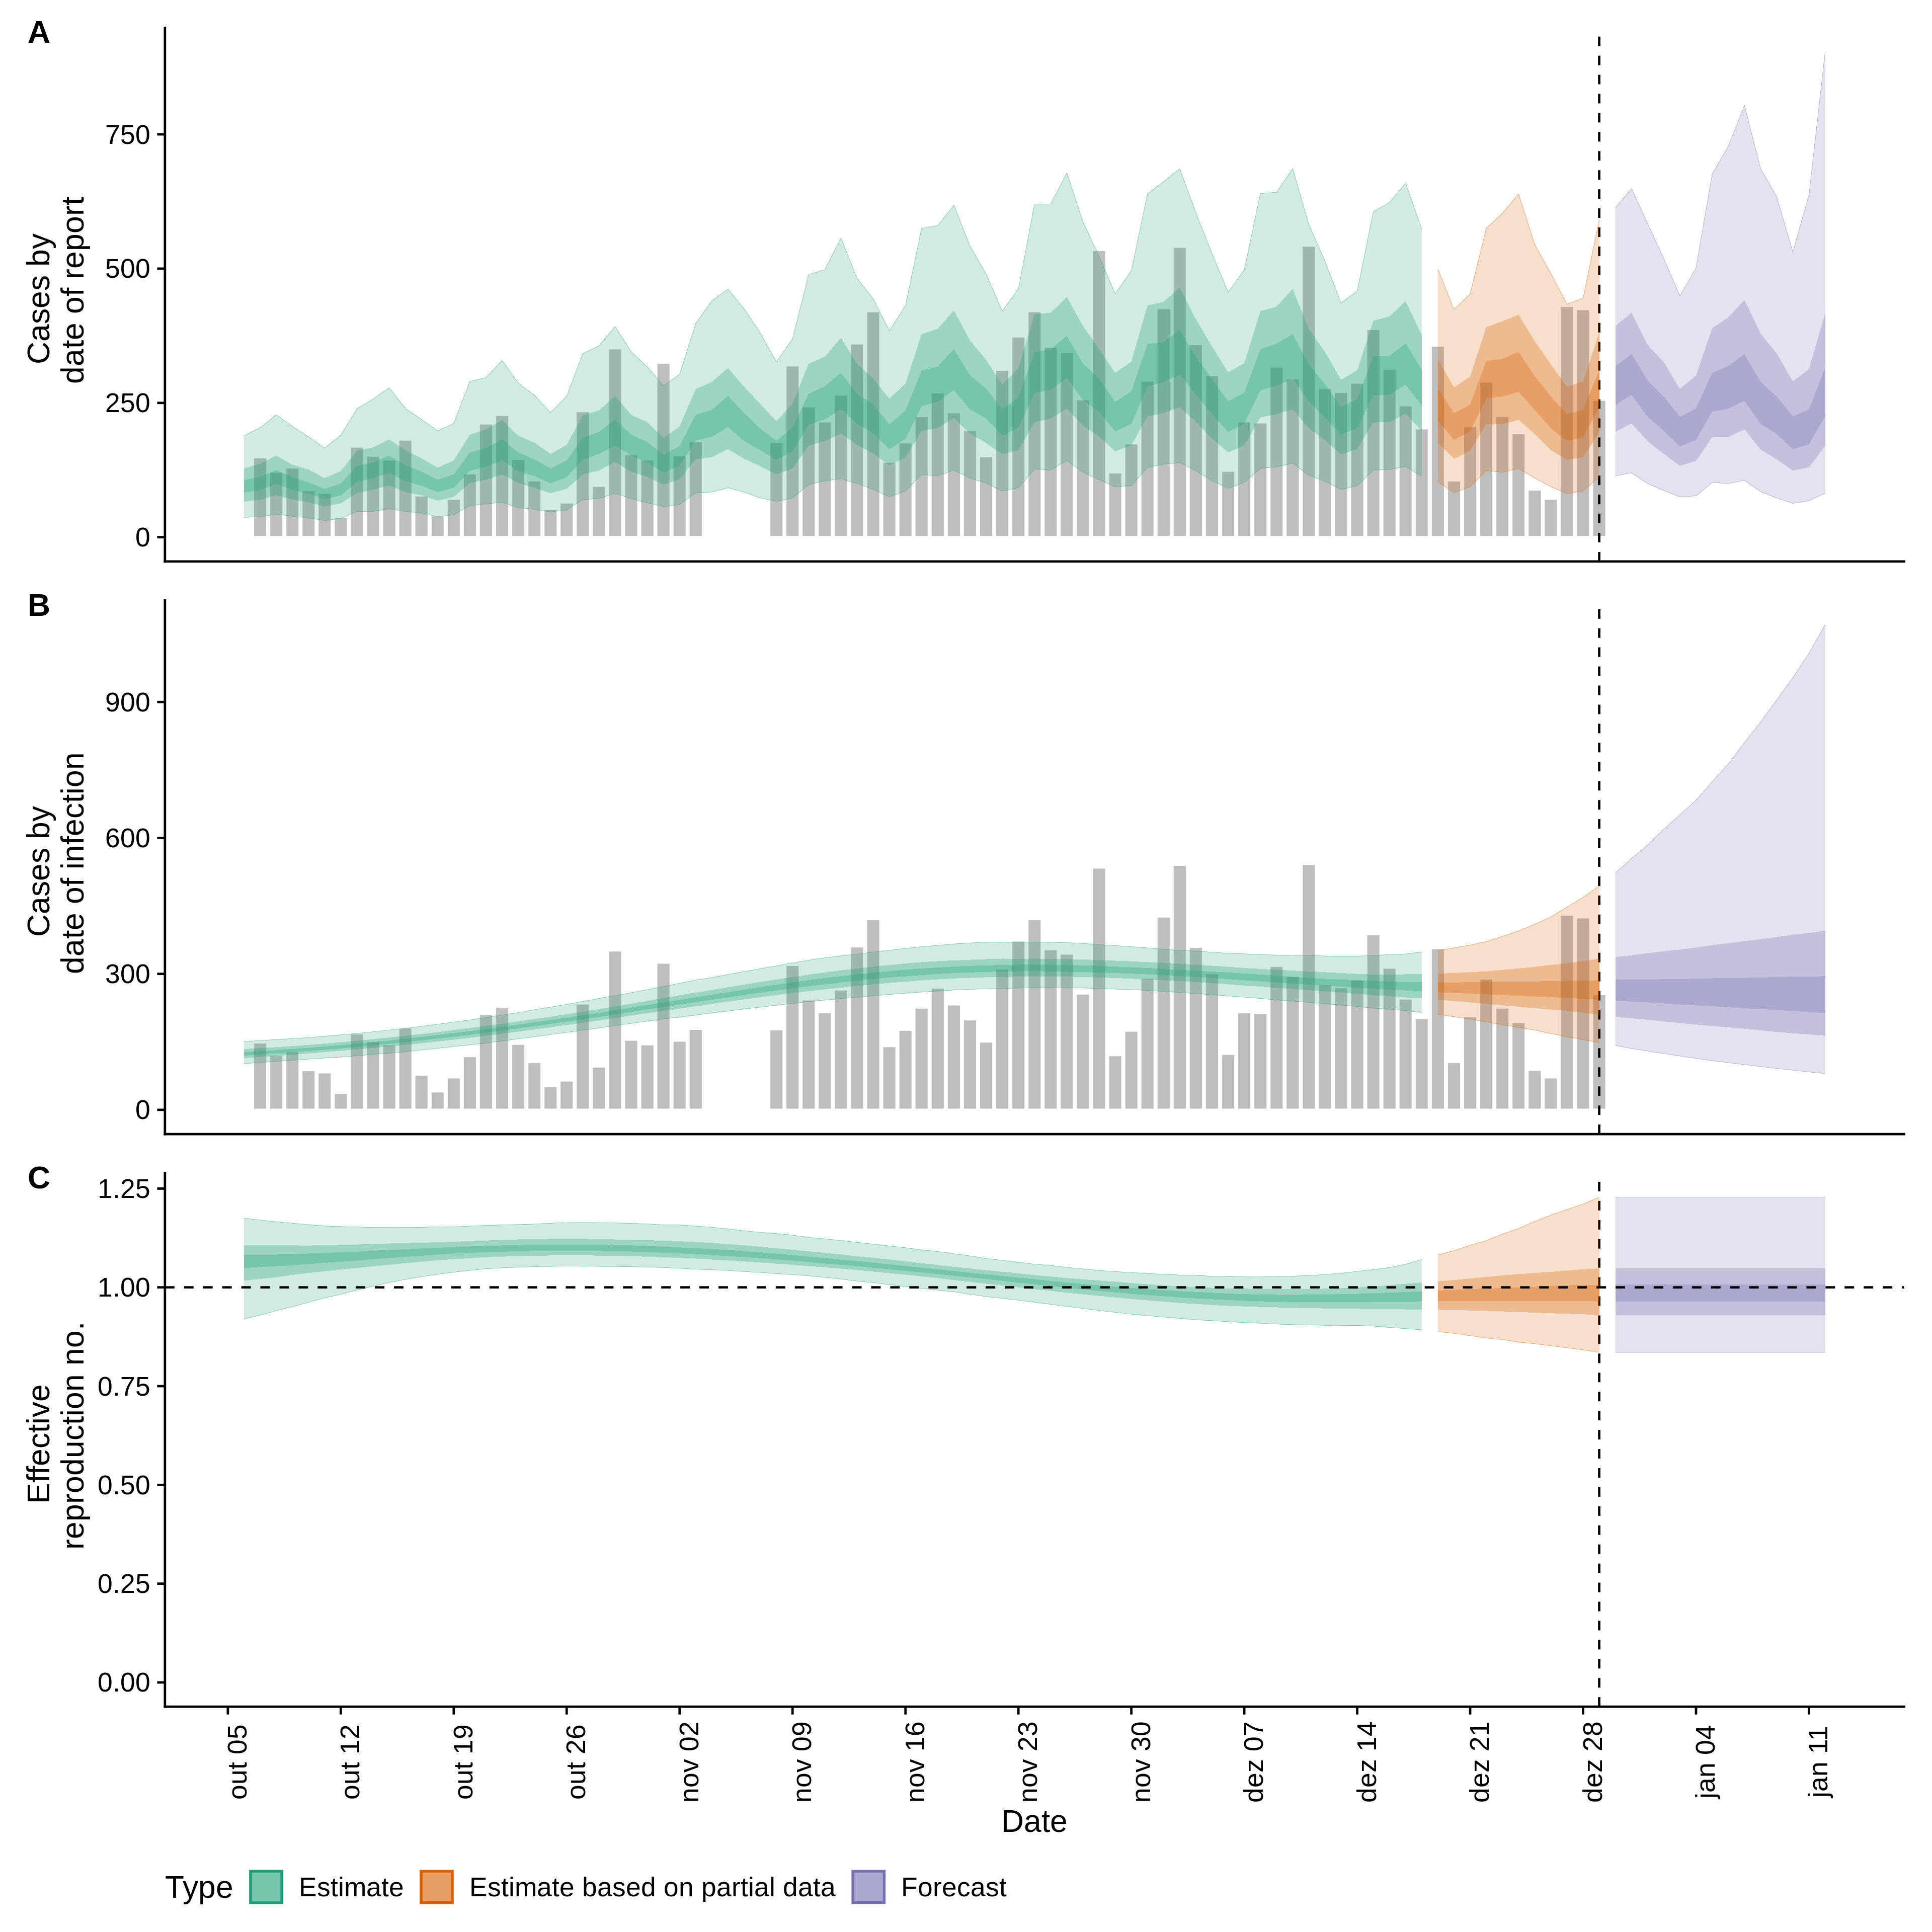 A
Cases by
date of report
750
500
250
0
B
Cases by
date of infection
900
600
300
0
C
Effective
reproduction no.
1.25
1.00
0.75
0.50
0.25
0.00
out 05
out 12
out 19
out 26
nov 02
nov 09
nov 16
nov 23
nov 30
dez 07
dez 14
dez 21
dez 28
jan 04
jan 11
Date
Type Estimate Estimate based on partial data Forecast